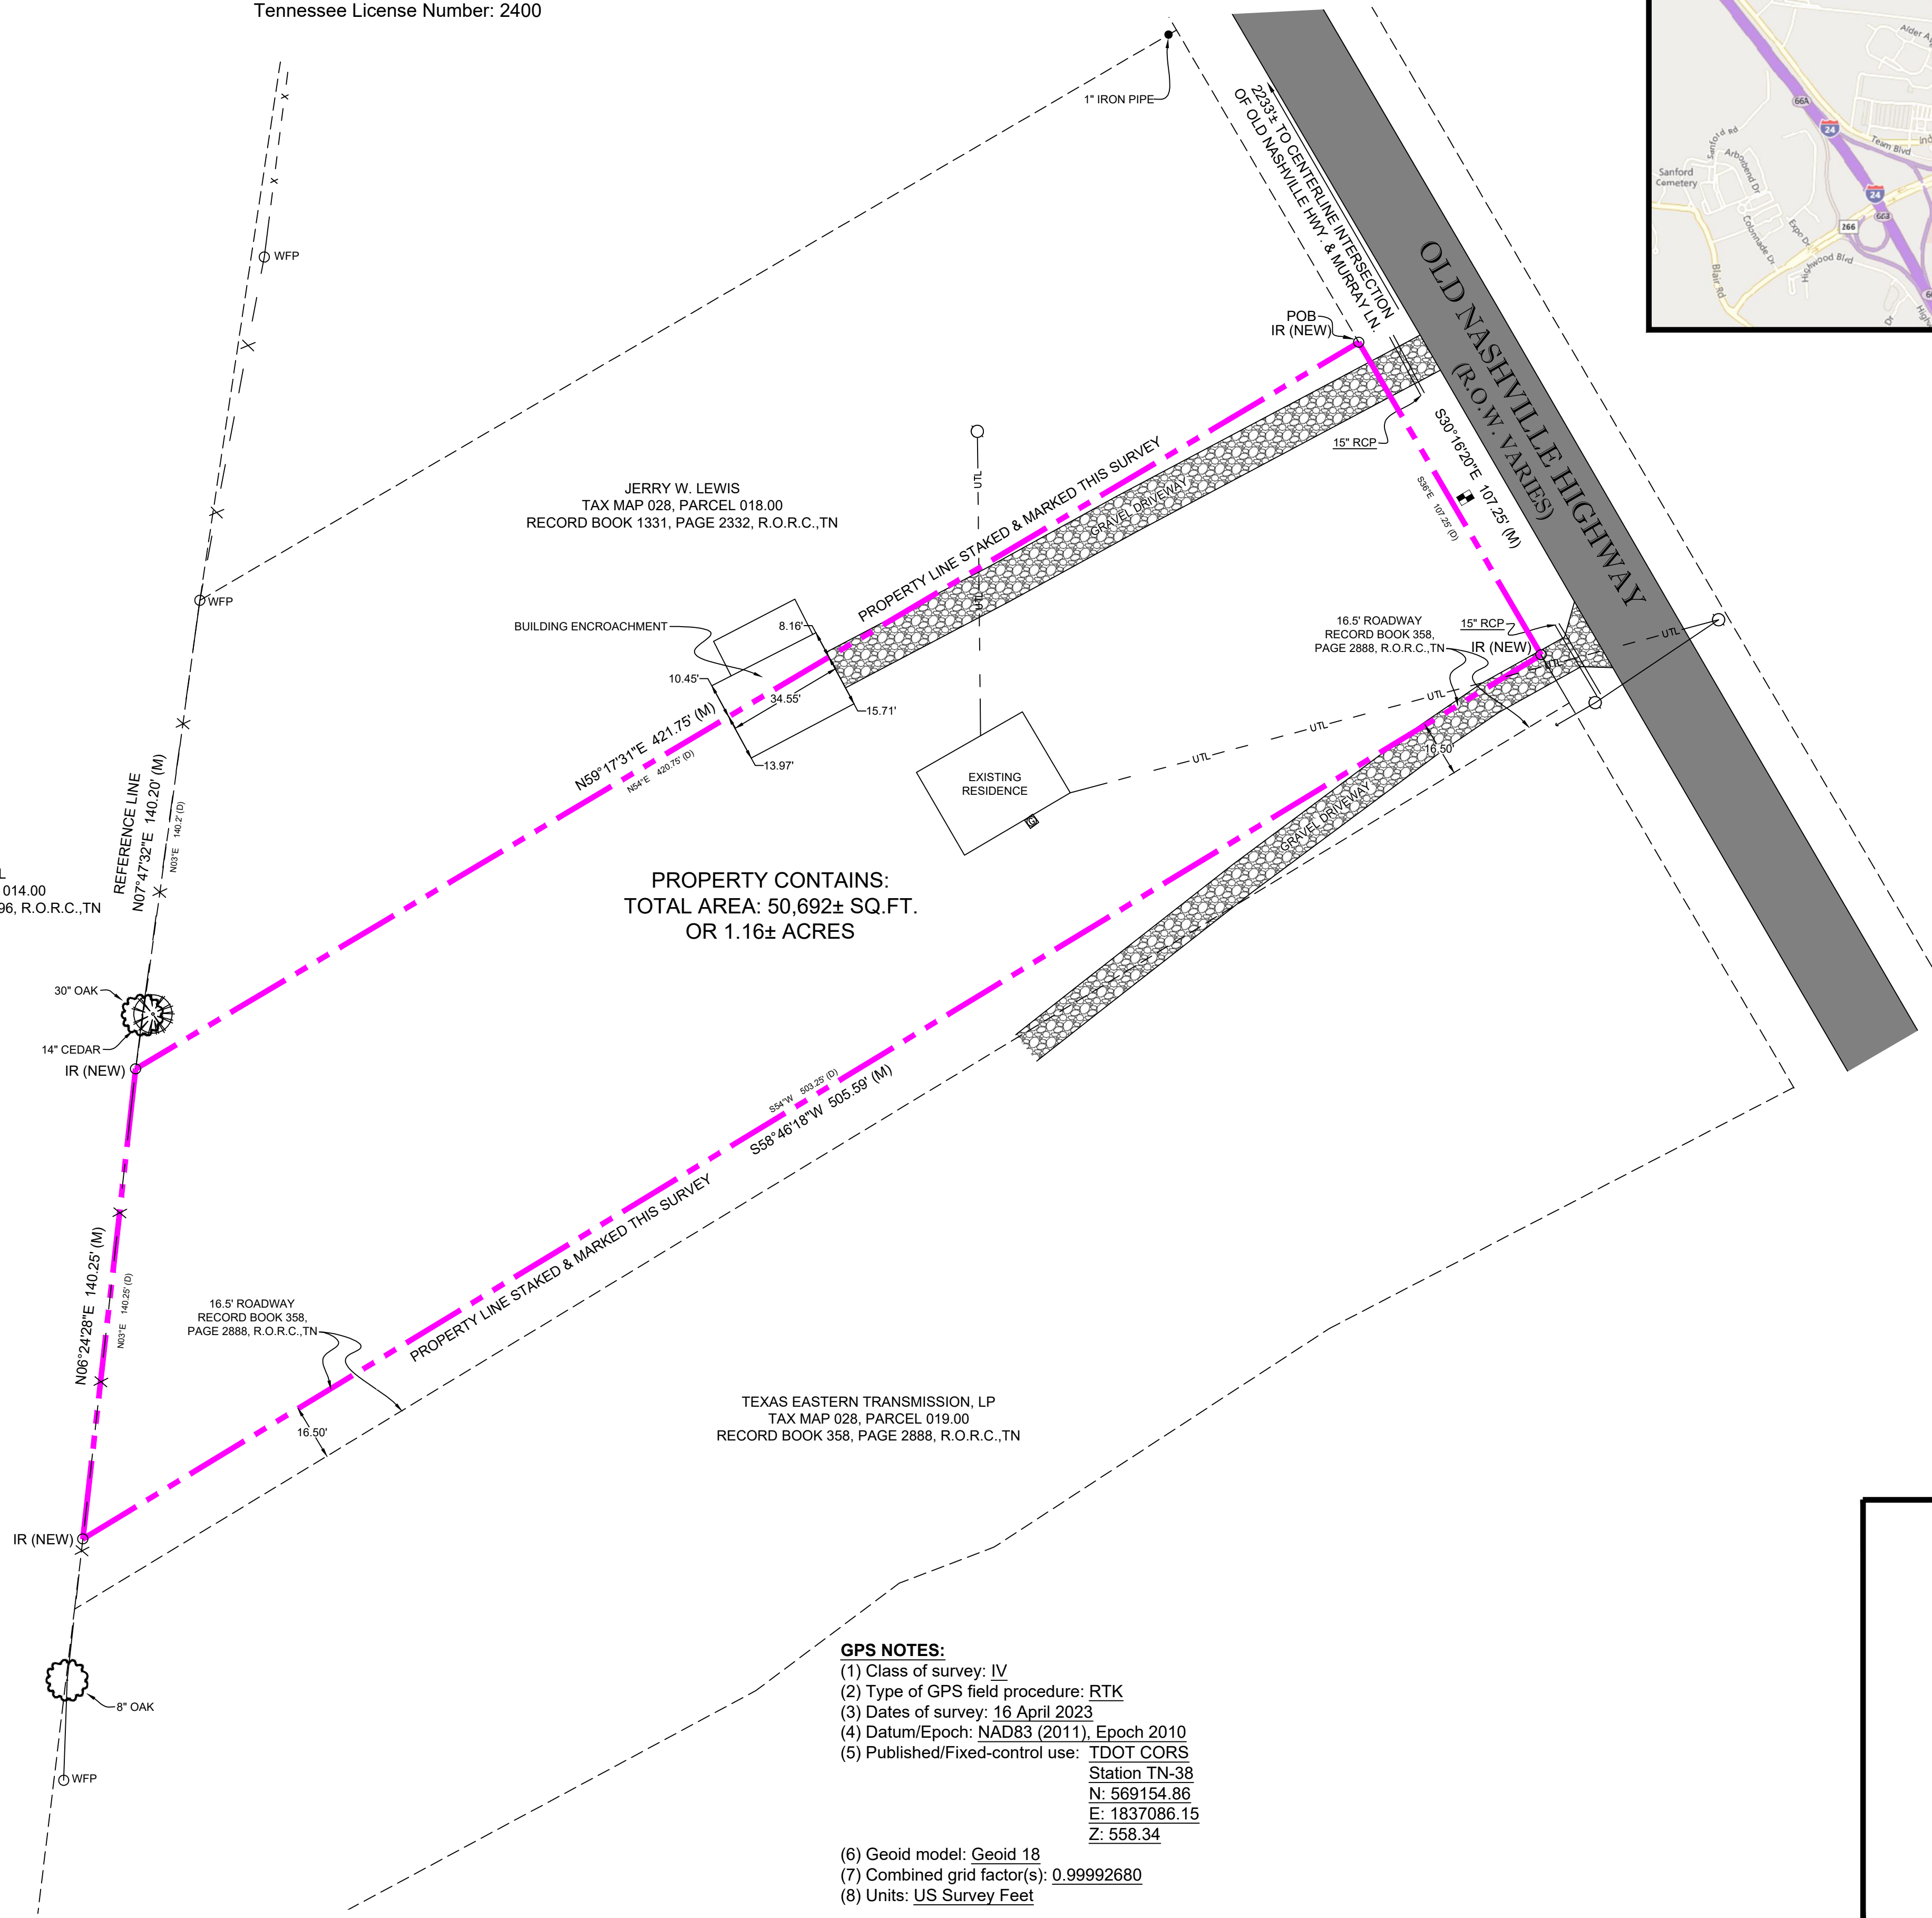 Tennessee License Number: 2400
1" IRON PIPE
2233'± TO CENTERLINE INTERSECTION
OF OLD NASHVILLE HWY. & MURRAY LN.
OLD NASHVILLE HIGHWAY
(R.O.W. VARIES)
POB
IR (NEW)
15" RCP
S30°16'20"E 107.25' (M)
S36°E 107.25' (D)
WFP
WFP
JERRY W. LEWIS
TAX MAP 028, PARCEL 018.00
RECORD BOOK 1331, PAGE 2332, R.O.R.C.,TN
UTL
UTL
PROPERTY LINE STAKED & MARKED THIS SURVEY
GRAVEL DRIVEWAY
BUILDING ENCROACHMENT
8.16'
10.45'
34.55'
15.71'
13.97'
N59°17'31"E 421.75' (M)
N54°E 420.75' (D)
16.5' ROADWAY
RECORD BOOK 358,
PAGE 2888, R.O.R.C.,TN
15" RCP
IR (NEW)
UTL
UTL
UTL
UTL
UTL
16.50'
GRAVEL DRIVEWAY
EXISTING
RESIDENCE
G
REFERENCE LINE
N07°47'32"E 140.20' (M)
N03°E 140.2' (D)
L
014.00
96, R.O.R.C.,TN
PROPERTY CONTAINS:
TOTAL AREA: 50,692± SQ.FT.
OR 1.16± ACRES
30" OAK
14" CEDAR
IR (NEW)
S54°W 503.25' (D)
S58°46'18"W 505.59' (M)
PROPERTY LINE STAKED & MARKED THIS SURVEY
N06°24'28"E 140.25' (M)
N03°E 140.25' (D)
16.5' ROADWAY
RECORD BOOK 358,
PAGE 2888, R.O.R.C.,TN
16.50'
IR (NEW)
TEXAS EASTERN TRANSMISSION, LP
TAX MAP 028, PARCEL 019.00
RECORD BOOK 358, PAGE 2888, R.O.R.C.,TN
8" OAK
WFP
GPS NOTES:
(1) Class of survey: IV
(2) Type of GPS field procedure: RTK
(3) Dates of survey: 16 April 2023
(4) Datum/Epoch: NAD83 (2011), Epoch 2010
(5) Published/Fixed-control use: TDOT CORS
Station TN-38
N: 569154.86
E: 1837086.15
Z: 558.34
(6) Geoid model: Geoid 18
(7) Combined grid factor(s): 0.99992680
(8) Units: US Survey Feet
Alder
66A
24
Team Blvd
Sanford Rd
Arborbend Dr
Sanford
Cemetery
24
66B
266
Expo Dr
Colonnade Dr
Highwood Blvd
Blair Rd
Dr